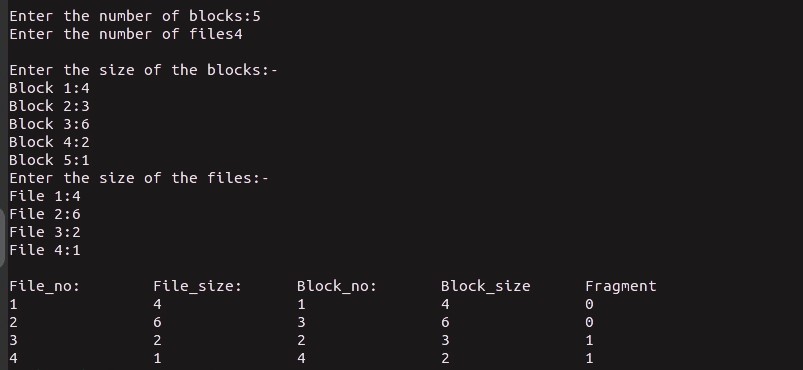 Enter the number of blocks:5
Enter the number of files4
Enter the size of the blocks:-
Block 1:4
Block 2:3
Block 3:6
Block 4:2
Block 5:1
Enter the size of the files:-
File 1:4
File 2:6
File 3:2
File 4:1
File_no: File_size: Block_no: Block_size Fragment
1 4 1 4 0
2 6 3 6 0
3 2 2 3 1
4 1 4 2 1